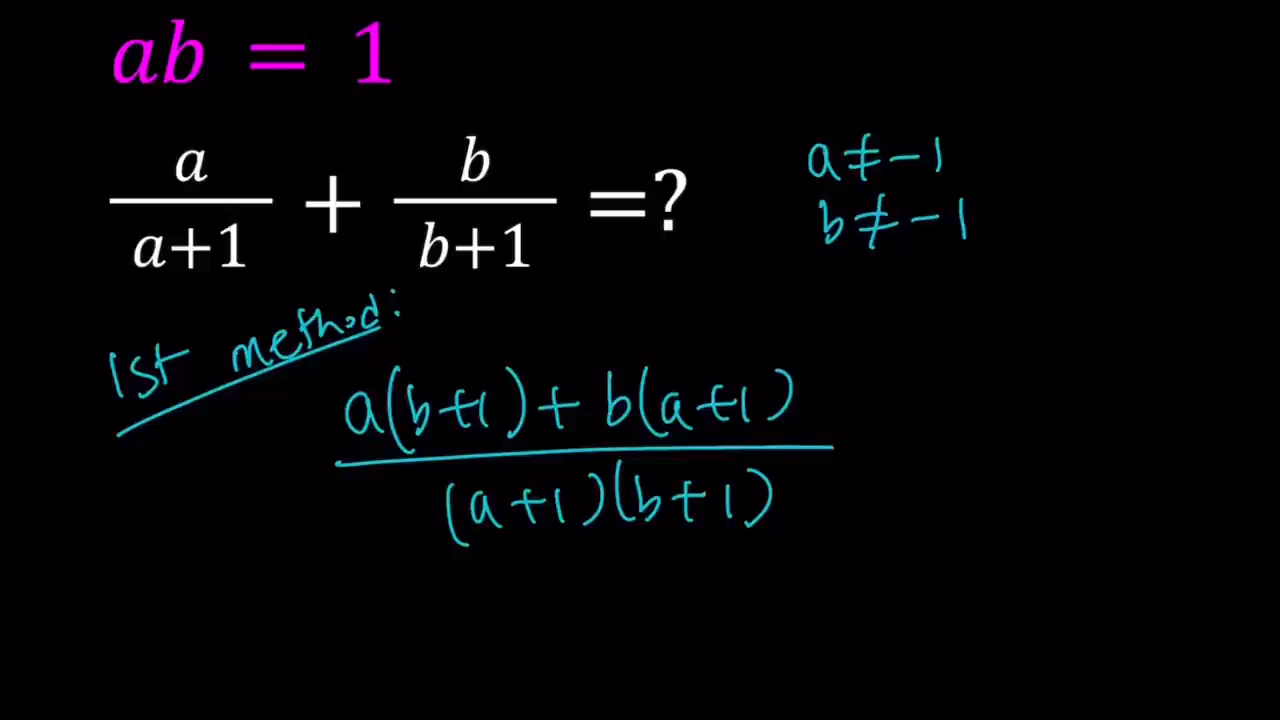 ab = 1
a/(a+1) + b/(b+1) =?
a ≠ -1
b ≠ -1
1st method:
a(b+1) + b(a+1)
(a+1)(b+1)